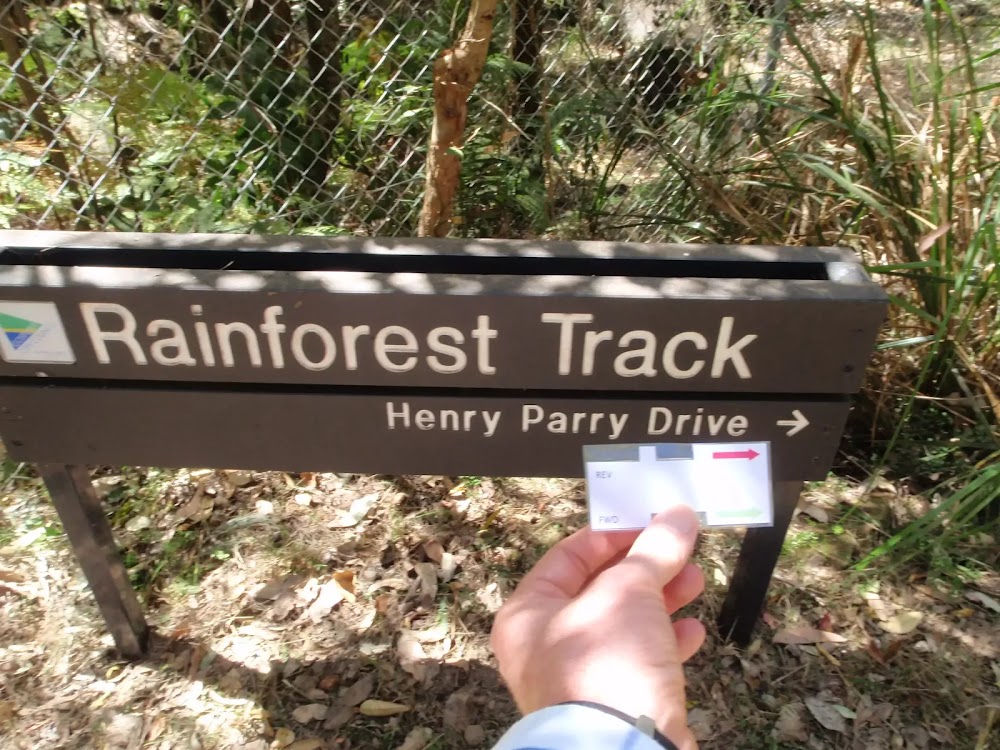 Rainforest Track
Henry Parry Drive →
REV
FWD